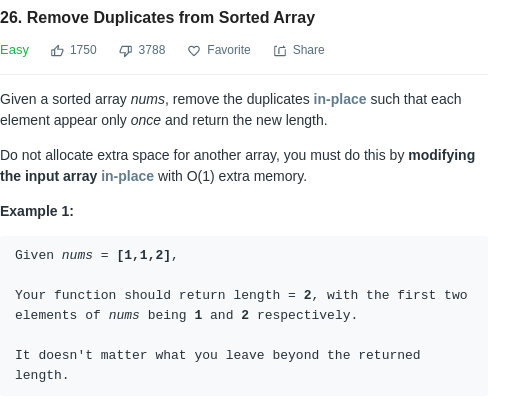 26. Remove Duplicates from Sorted Array
Easy 1750 3788 Favorite Share
Given a sorted array nums, remove the duplicates in-place such that each
element appear only once and return the new length.
Do not allocate extra space for another array, you must do this by modifying
the input array in-place with O(1) extra memory.
Example 1:
Given nums = [1,1,2],
Your function should return length = 2, with the first two
elements of nums being 1 and 2 respectively.
It doesn't matter what you leave beyond the returned
length.